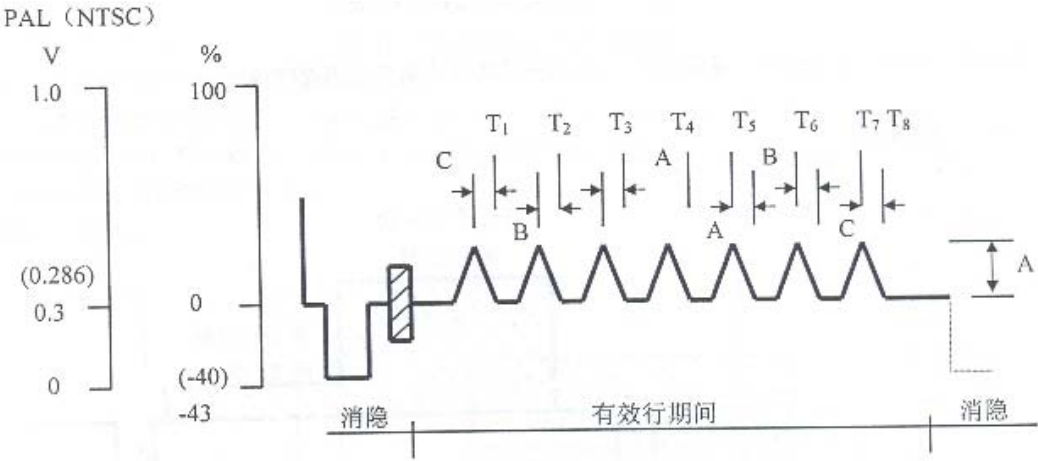 PAL（NTSC）
V %
1.0 100
T₁ T₂ T₃ T₄ T₅ T₆ T₇ T₈
C A B
B A C
(0.286) A
0.3 0
0 (-40)
-43 消隐 有效行期间 消隐